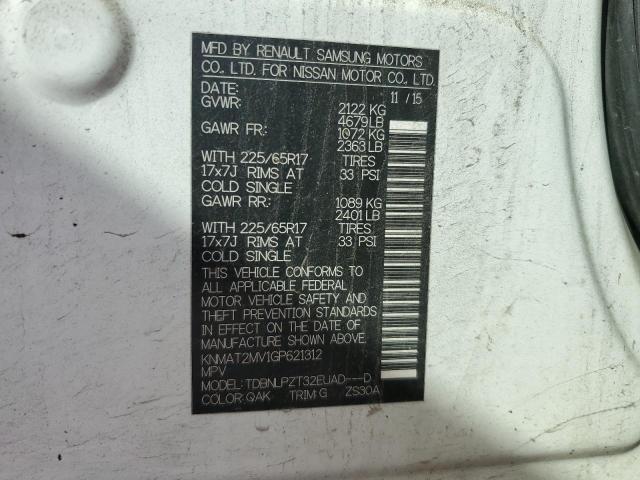 MFD BY RENAULT SAMSUNG MOTORS
CO., LTD. FOR NISSAN MOTOR CO., LTD.
DATE: 11 / 15
GVWR: 2122 KG
4679 LB
GAWR FR: 1072 KG
2363 LB
WITH 225/65R17 TIRES
17x7J RIMS AT 33 PSI
COLD SINGLE
GAWR RR: 1089 KG
2401 LB
WITH 225/65R17 TIRES
17x7J RIMS AT 33 PSI
COLD SINGLE
THIS VEHICLE CONFORMS TO
ALL APPLICABLE FEDERAL
MOTOR VEHICLE SAFETY AND
THEFT PREVENTION STANDARDS
IN EFFECT ON THE DATE OF
MANUFACTURE SHOWN ABOVE.
KNMAT2MV1GP621312
MPV
MODEL: TDBNLPZT32EUAD---D
COLOR: QAK TRIM: G ZS30A